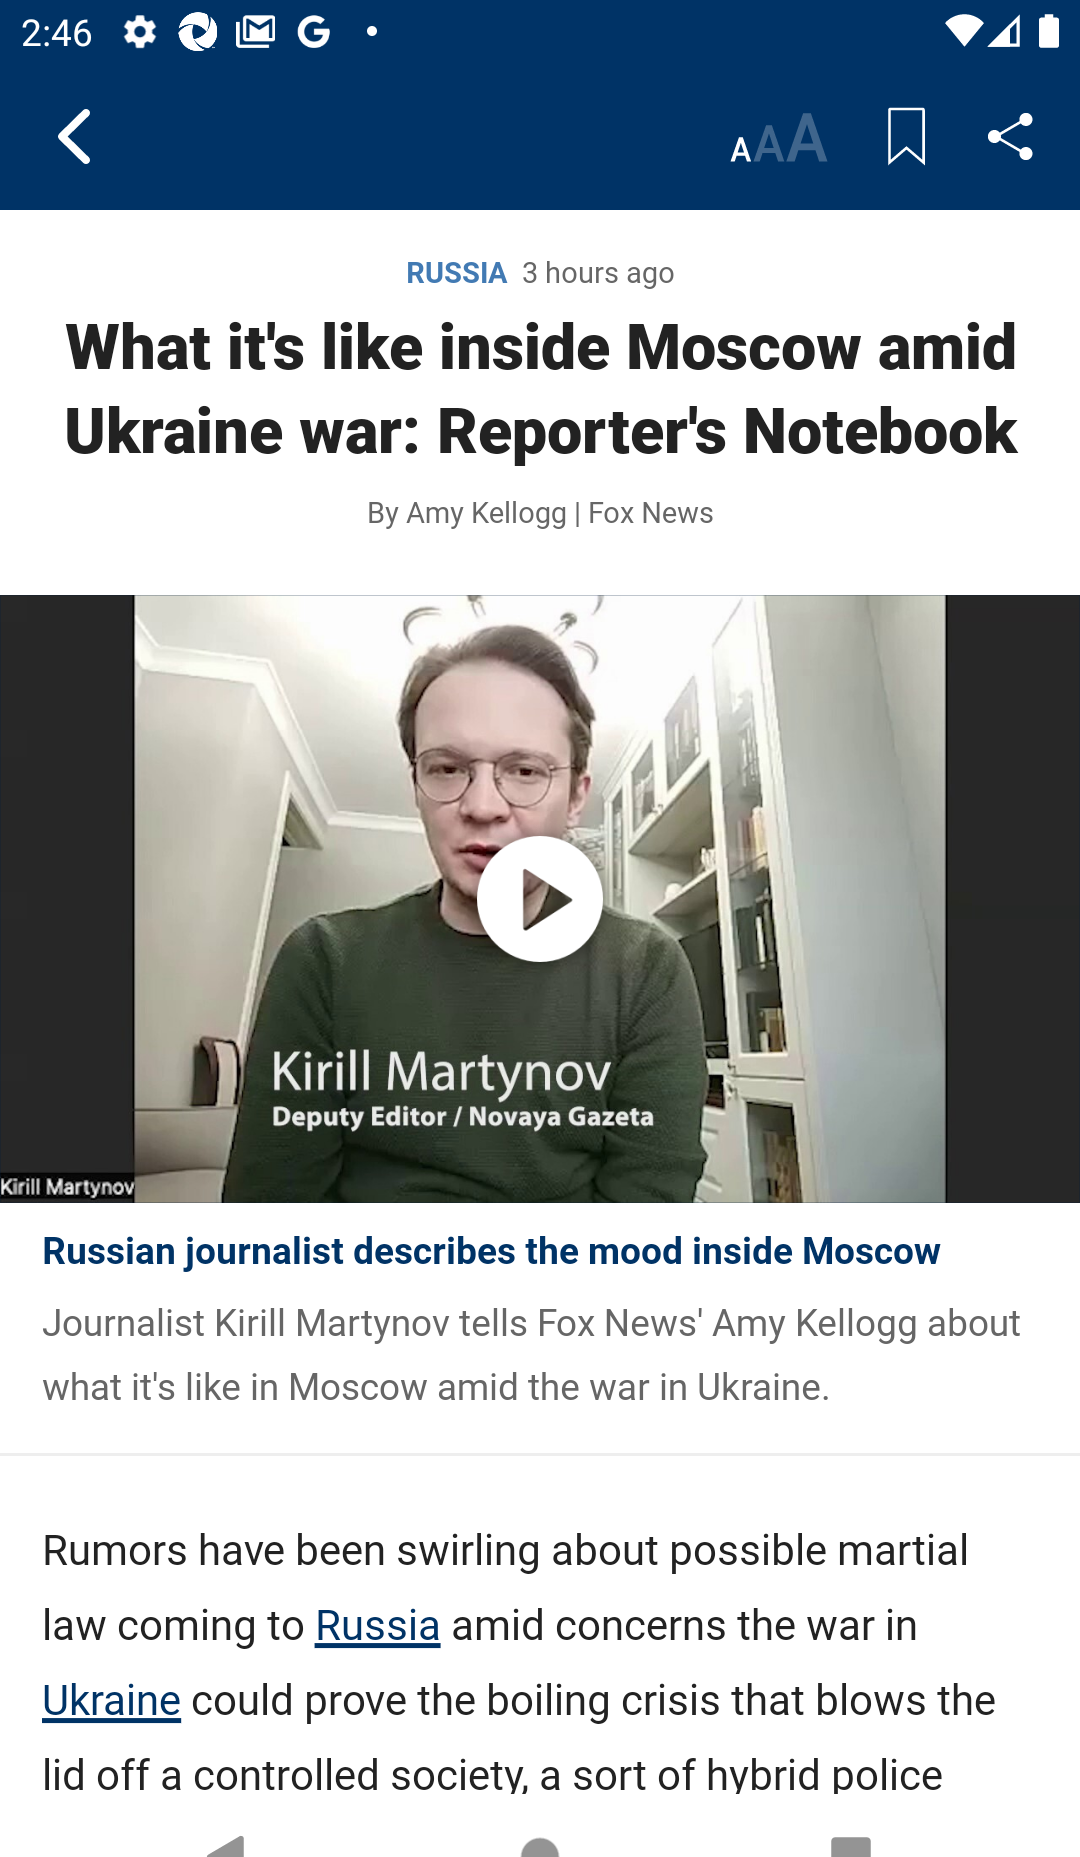 2:46
AAA
RUSSIA 3 hours ago
What it's like inside Moscow amid
Ukraine war: Reporter's Notebook
By Amy Kellogg | Fox News
Kirill Martynov
Deputy Editor / Novaya Gazeta
Kirill Martynov
Russian journalist describes the mood inside Moscow
Journalist Kirill Martynov tells Fox News' Amy Kellogg about
what it's like in Moscow amid the war in Ukraine.
Rumors have been swirling about possible martial
law coming to Russia amid concerns the war in
Ukraine could prove the boiling crisis that blows the
lid off a controlled society, a sort of hybrid police